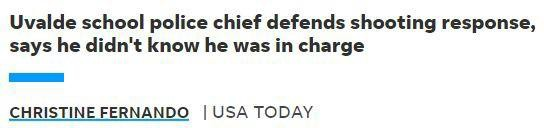 Uvalde school police chief defends shooting response,
says he didn't know he was in charge
CHRISTINE FERNANDO | USA TODAY